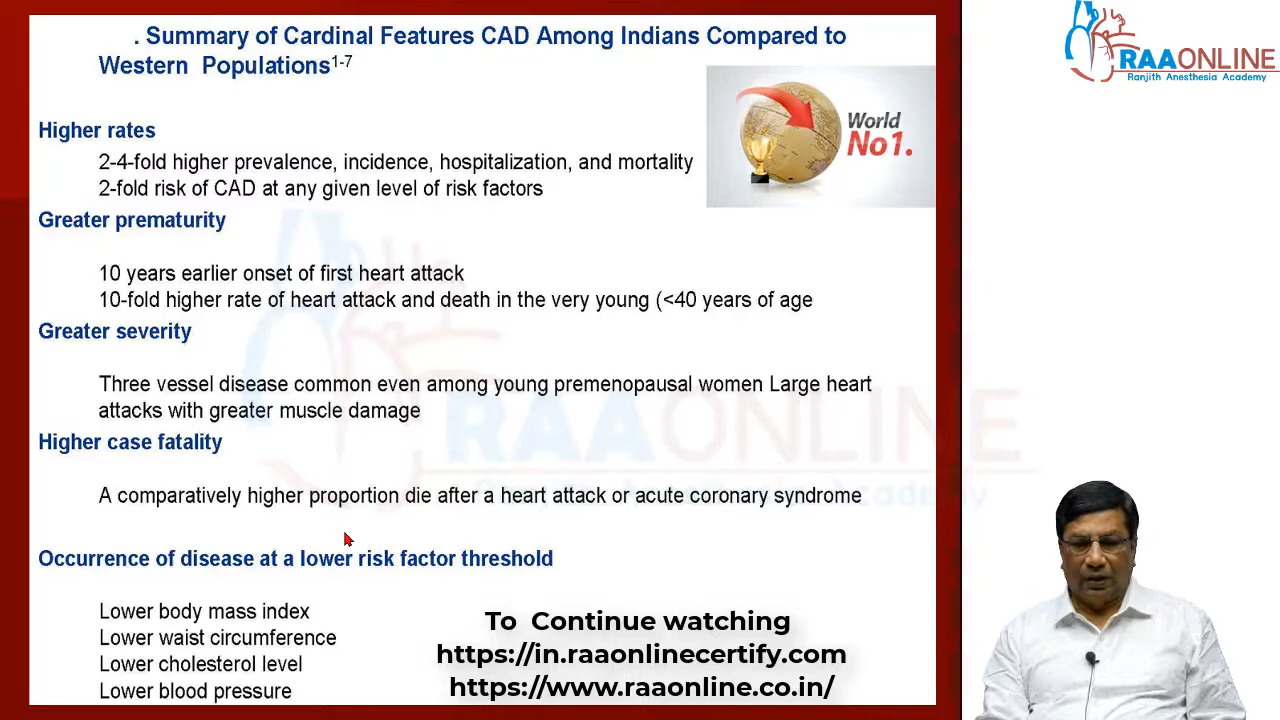 . Summary of Cardinal Features CAD Among Indians Compared to
Western Populations1-7
World
No1.
Higher rates
2-4-fold higher prevalence, incidence, hospitalization, and mortality
2-fold risk of CAD at any given level of risk factors
Greater prematurity
10 years earlier onset of first heart attack
10-fold higher rate of heart attack and death in the very young (<40 years of age
Greater severity
Three vessel disease common even among young premenopausal women Large heart
attacks with greater muscle damage
Higher case fatality
A comparatively higher proportion die after a heart attack or acute coronary syndrome
Occurrence of disease at a lower risk factor threshold
Lower body mass index
Lower waist circumference
Lower cholesterol level
Lower blood pressure
To Continue watching
https://in.raaonlinecertify.com
https://www.raaonline.co.in/
RAAONLINE
Ranjith Anesthesia Academy
RAAONLINE
Ranjith Anesthesia Academy